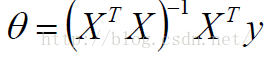 θ = (X^T X)^{-1} X^T y
http://blog.csdn.net/